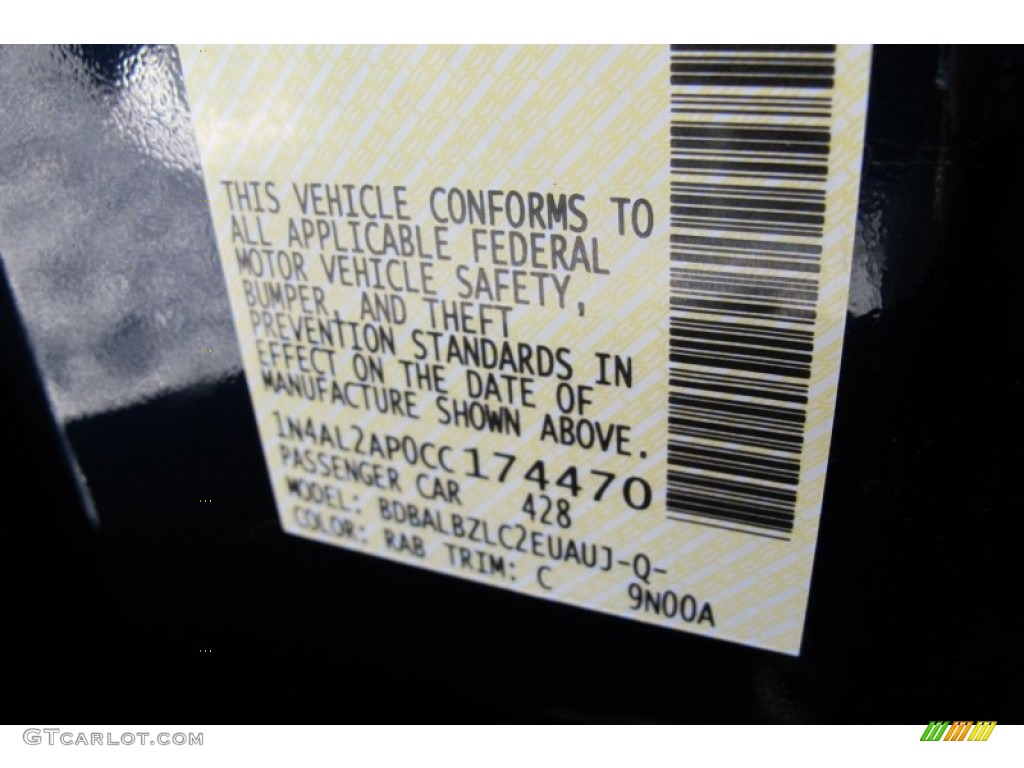 THIS VEHICLE CONFORMS TO
ALL APPLICABLE FEDERAL
MOTOR VEHICLE SAFETY,
BUMPER, AND THEFT
PREVENTION STANDARDS IN
EFFECT ON THE DATE OF
MANUFACTURE SHOWN ABOVE.
1N4AL2AP0CC174470
PASSENGER CAR 428
MODEL: BDBALBZLC2EUAUJ-Q-
COLOR: RAB TRIM: C 9N00A
GTCARLOT.COM